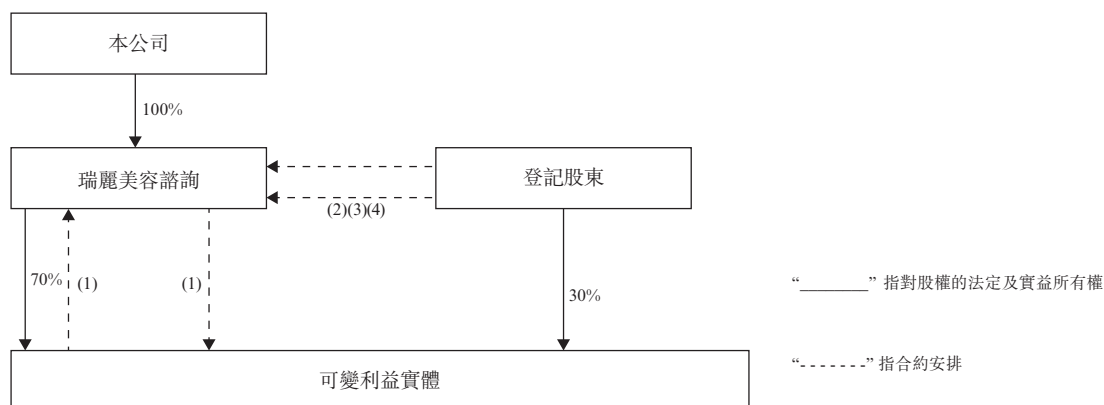 本公司
100%
瑞麗美容諮詢
登記股東
(2)(3)(4)
70%
(1)
(1)
30%
“________” 指對股權的法定及實益所有權
可變利益實體
“- - - - - - -” 指合約安排